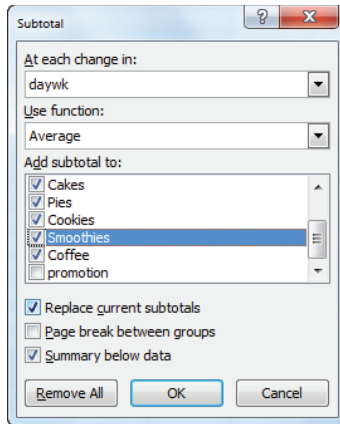 Subtotal
At each change in:
daywk
Use function:
Average
Add subtotal to:
Cakes
Pies
Cookies
Smoothies
Coffee
promotion
Replace current subtotals
Page break between groups
Summary below data
Remove All OK Cancel